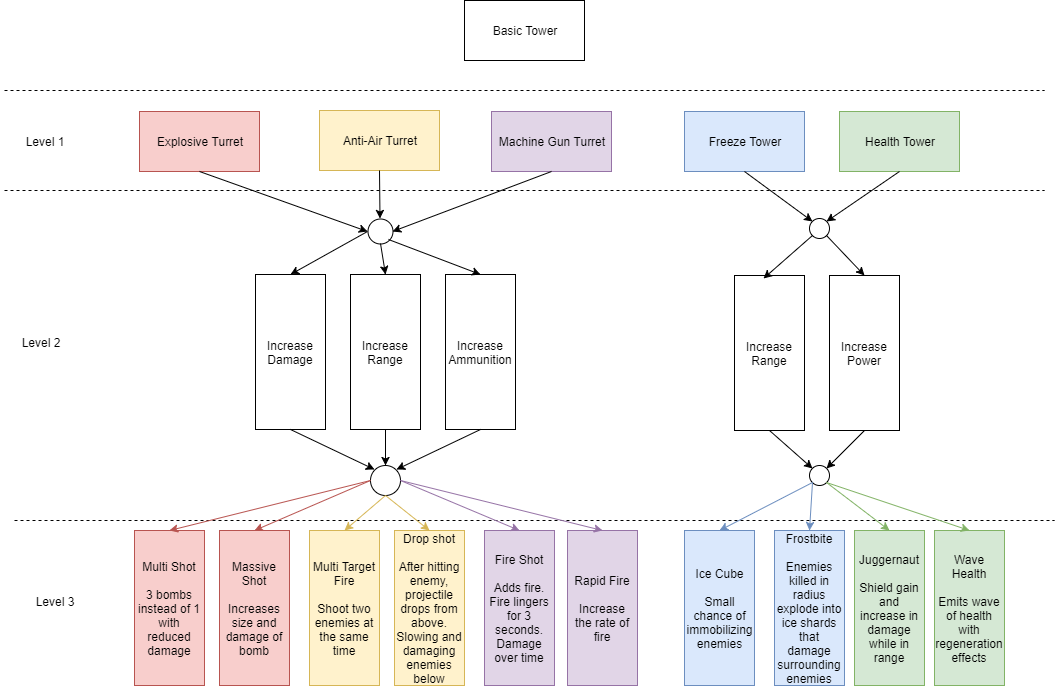 Basic Tower
Level 1
Explosive Turret
Anti-Air Turret
Machine Gun Turret
Freeze Tower
Health Tower
Level 2
Increase
Damage
Increase
Range
Increase
Ammunition
Increase
Range
Increase
Power
Level 3
Multi Shot
3 bombs
instead of 1
with
reduced
damage
Massive
Shot
Increases
size and
damage of
bomb
Multi Target
Fire
Shoot two
enemies at
the same
time
Drop shot
After hitting
enemy,
projectile
drops from
above.
Slowing and
damaging
enemies
below
Fire Shot
Adds fire.
Fire lingers
for 3
seconds.
Damage
over time
Rapid Fire
Increase
the rate of
fire
Ice Cube
Small
chance of
immobilizing
enemies
Frostbite
Enemies
killed in
radius
explode into
ice shards
that
damage
surrounding
enemies
Juggernaut
Shield gain
and
increase in
damage
while in
range
Wave
Health
Emits wave
of health
with
regeneration
effects